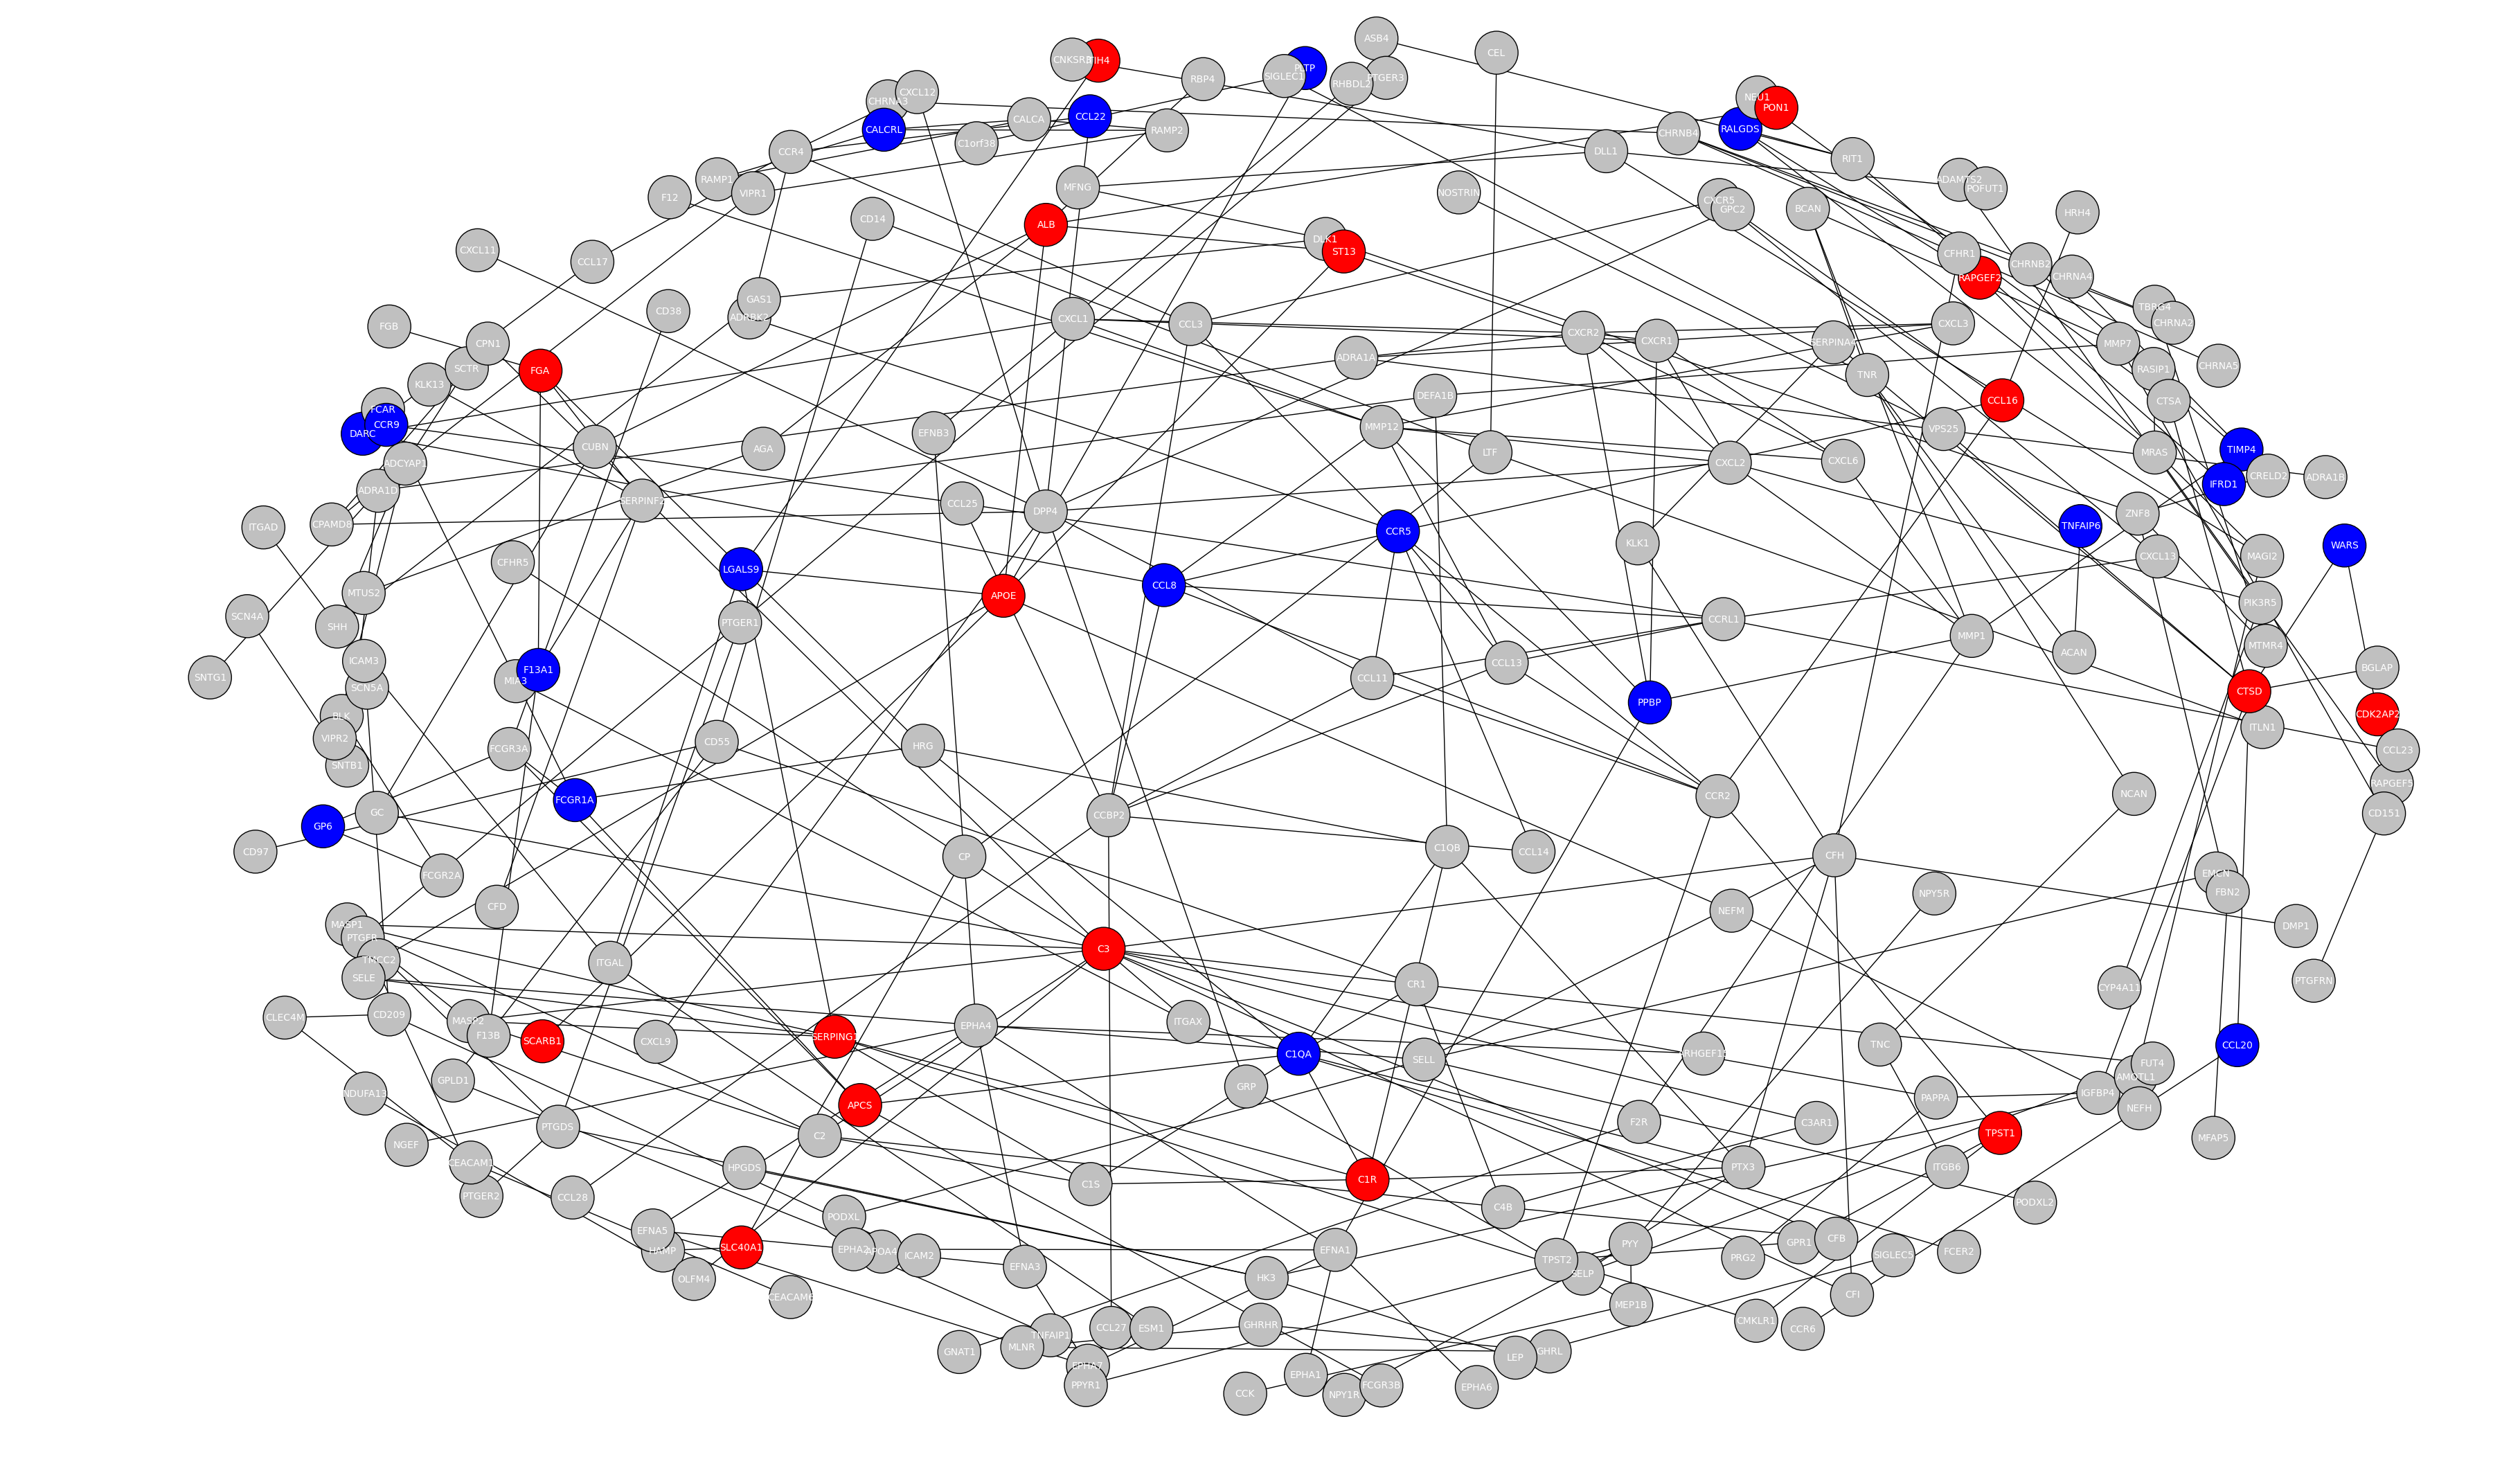 ASB4
CEL
CNKSR3
ITIH4
PLTP
SIGLEC1
PTGER3
RHBDL2
RBP4
CXCL12
CHRNA3
NEU1
PON1
CALCA
CCL22
CALCRL
RAMP2
RALGDS
CHRNB4
C1orf38
CCR4
DLL1
RIT1
RAMP1
VIPR1
MFNG
ADAMTS2
POFUT1
F12
NOSTRIN
CXCR5
GPC2
BCAN
HRH4
CD14
ALB
DLK1
ST13
CXCL11
CCL17
CFHR1
CHRNB2
RAPGEF2
CHRNA4
GAS1
ADRBK2
CD38
CXCL1
CCL3
TBRG4
CHRNA2
FGB
CXCR2
CXCR1
CXCL3
SERPINA4
CPN1
SCTR
ADRA1A
MMP7
FGA
KLK13
TNR
RASIP1
CHRNA5
DEFA1B
CTSA
CCL16
FCAR
DARC
CCR9
EFNB3
MMP12
VPS25
CUBN
AGA
LTF
CXCL2
CXCL6
MRAS
TIMP4
ADCYAP1
ADRA1D
SERPINF2
CCL25
DPP4
IFRD1
CRELD2
ADRA1B
CPAMD8
ITGAD
CCR5
KLK1
ZNF8
TNFAIP6
WARS
CFHR5
LGALS9
CCL8
CXCL13
MAGI2
MTUS2
APOE
PIK3R5
SCN4A
SHH
PTGER1
CCRL1
MMP1
ICAM3
SNTG1
SCN5A
MIA3
F13A1
CCL11
CCL13
ACAN
MTMR4
BGLAP
CTSD
PPBP
BLK
VIPR2
SNTB1
FCGR3A
CD55
HRG
ITLN1
CDK2AP2
CCL23
RAPGEF5
FCGR1A
CCR2
NCAN
GP6
GC
CCBP2
CD151
CD97
FCGR2A
CP
C1QB
CCL14
CFH
EMCN
FBN2
CFD
NPY5R
NEFM
MASP1
PTGFR
DMP1
TMCC2
SELE
ITGAL
C3
CR1
CYP4A11
PTGFRN
CLEC4M
CD209
MASP2
F13B
SCARB1
CXCL9
SERPING1
EPHA4
ITGAX
C1QA
SELL
ARHGEF15
TNC
CCL20
FUT4
AMOTL1
NDUFA13
GPLD1
APCS
GRP
PAPPA
IGFBP4
NEFH
NGEF
PTGDS
C2
F2R
C3AR1
TPST1
MFAP5
CEACAM1
HPGDS
C1S
C1R
PTX3
ITGB6
PTGER2
CCL28
PODXL
C4B
PODXL2
EFNA5
HAMP
SLC40A1
EPHA2
APOA4
ICAM2
EFNA3
EFNA1
TPST2
SELP
PYY
PRG2
GPR1
CFB
SIGLEC5
FCER2
OLFM4
CEACAM6
HK3
MEP1B
CFI
CMKLR1
CCR6
GNAT1
MLNR
TNFAIP1
CCL27
ESM1
GHRHR
LEP
GHRL
EPHA7
PPYR1
CCK
EPHA1
NPY1R
FCGR3B
EPHA6